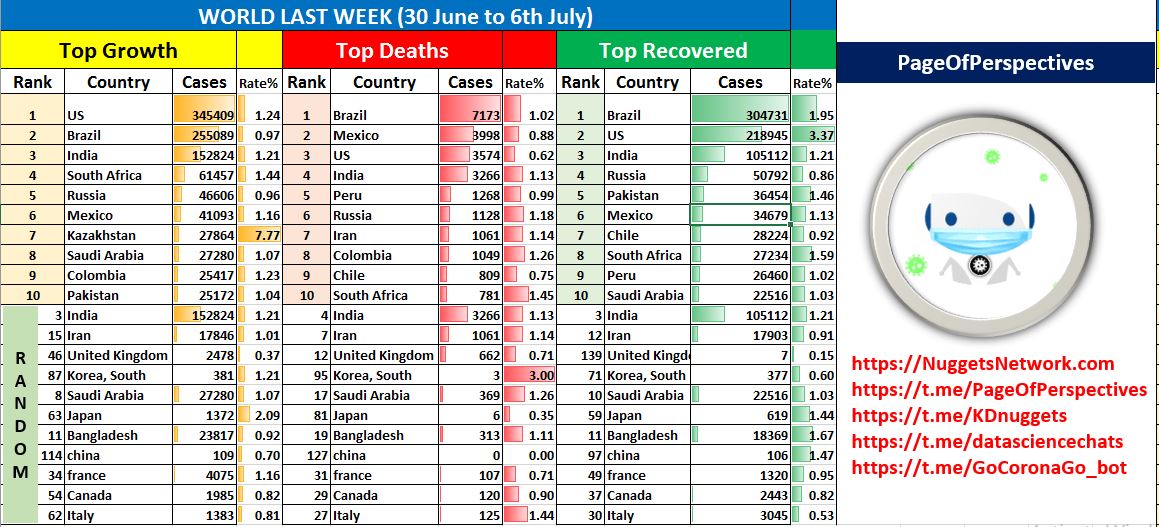 WORLD LAST WEEK (30 June to 6th July)
Top Growth Top Deaths Top Recovered
Rank Country Cases Rate% Rank Country Cases Rate% Rank Country Cases Rate%
1 US 345409 1.24 1 Brazil 7173 1.02 1 Brazil 304731 1.95
2 Brazil 255089 0.97 2 Mexico 3998 0.88 2 US 218945 3.37
3 India 152824 1.21 3 US 3574 0.62 3 India 105112 1.21
4 South Africa 61457 1.44 4 India 3266 1.13 4 Russia 50792 0.86
5 Russia 46606 0.96 5 Peru 1268 0.99 5 Pakistan 36454 1.46
6 Mexico 41093 1.16 6 Russia 1128 1.18 6 Mexico 34679 1.13
7 Kazakhstan 27864 7.77 7 Iran 1061 1.14 7 Chile 28224 0.92
8 Saudi Arabia 27280 1.07 8 Colombia 1049 1.26 8 South Africa 27234 1.59
9 Colombia 25417 1.23 9 Chile 809 0.75 9 Peru 26460 1.02
10 Pakistan 25172 1.04 10 South Africa 781 1.45 10 Saudi Arabia 22516 1.03
3 India 152824 1.21 4 India 3266 1.13 3 India 105112 1.21
15 Iran 17846 1.01 7 Iran 1061 1.14 12 Iran 17903 0.91
46 United Kingdom 2478 0.37 12 United Kingdom 662 0.71 139 United Kingd 7 0.15
87 Korea, South 381 1.21 95 Korea, South 3 3.00 71 Korea, South 377 0.60
8 Saudi Arabia 27280 1.07 17 Saudi Arabia 369 1.26 10 Saudi Arabia 22516 1.03
63 Japan 1372 2.09 81 Japan 6 0.35 59 Japan 619 1.44
11 Bangladesh 23817 0.92 19 Bangladesh 313 1.11 11 Bangladesh 18369 1.67
114 china 109 0.70 127 china 0 0.00 97 china 106 1.47
34 france 4075 1.16 31 france 107 0.71 49 france 1320 0.95
54 Canada 1985 0.82 29 Canada 120 0.90 37 Canada 2443 0.82
62 Italy 1383 0.81 27 Italy 125 1.44 30 Italy 3045 0.53
R
A
N
D
O
M
PageOfPerspectives
https://NuggetsNetwork.com
https://t.me/PageOfPerspectives
https://t.me/KDnuggets
https://t.me/datasciencechats
https://t.me/GoCoronaGo_bot